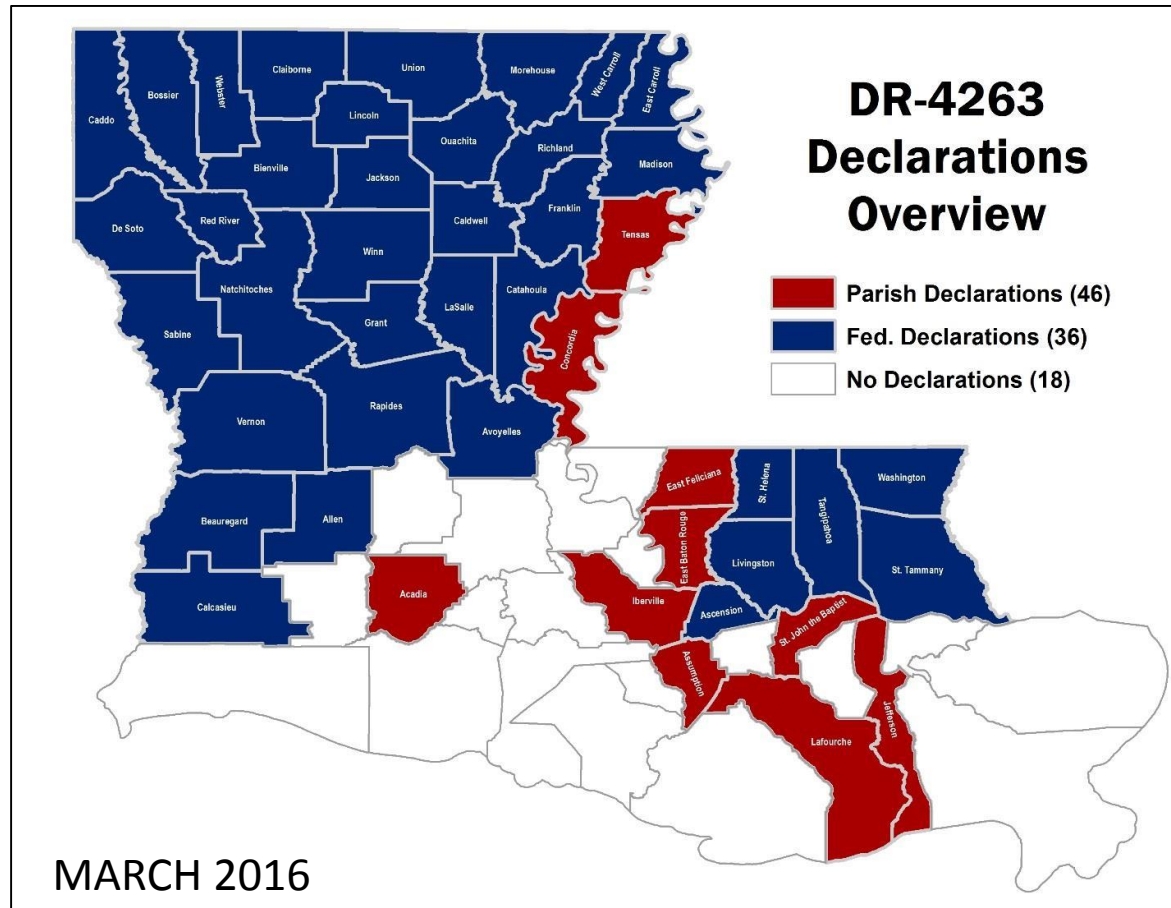 DR-4263
Declarations
Overview
Parish Declarations (46)
Fed. Declarations (36)
No Declarations (18)
Caddo
Bossier
Webster
Claiborne
Union
Morehouse
West Carroll
East Carroll
Lincoln
Ouachita
Richland
Madison
Bienville
Jackson
Franklin
De Soto
Red River
Caldwell
Tensas
Winn
Natchitoches
Catahoula
LaSalle
Sabine
Grant
Concordia
Vernon
Rapides
Avoyelles
East Feliciana
St. Helena
Tangipahoa
Washington
Beauregard
Allen
East Baton Rouge
Livingston
St. Tammany
Acadia
Iberville
Calcasieu
Ascension
St. John the Baptist
Assumption
Jefferson
Lafourche
MARCH 2016